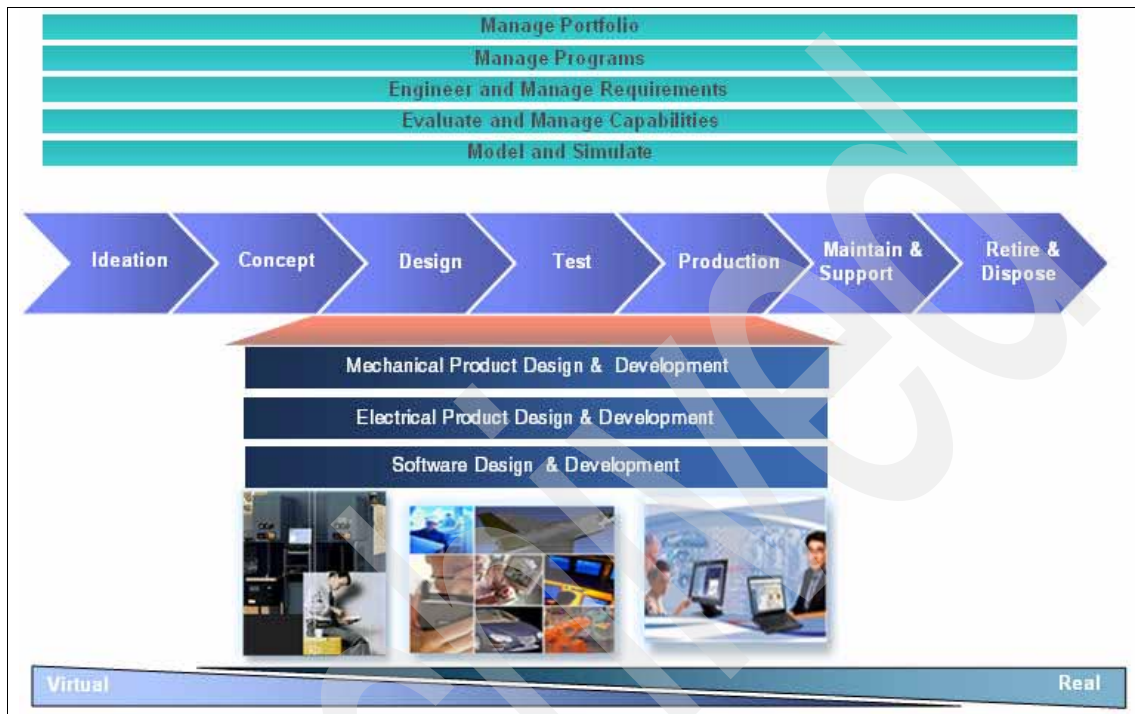 Manage Portfolio
Manage Programs
Engineer and Manage Requirements
Evaluate and Manage Capabilities
Model and Simulate
Ideation
Concept
Design
Test
Production
Maintain &
Support
Retire &
Dispose
Mechanical Product Design & Development
Electrical Product Design & Development
Software Design & Development
Virtual
Real